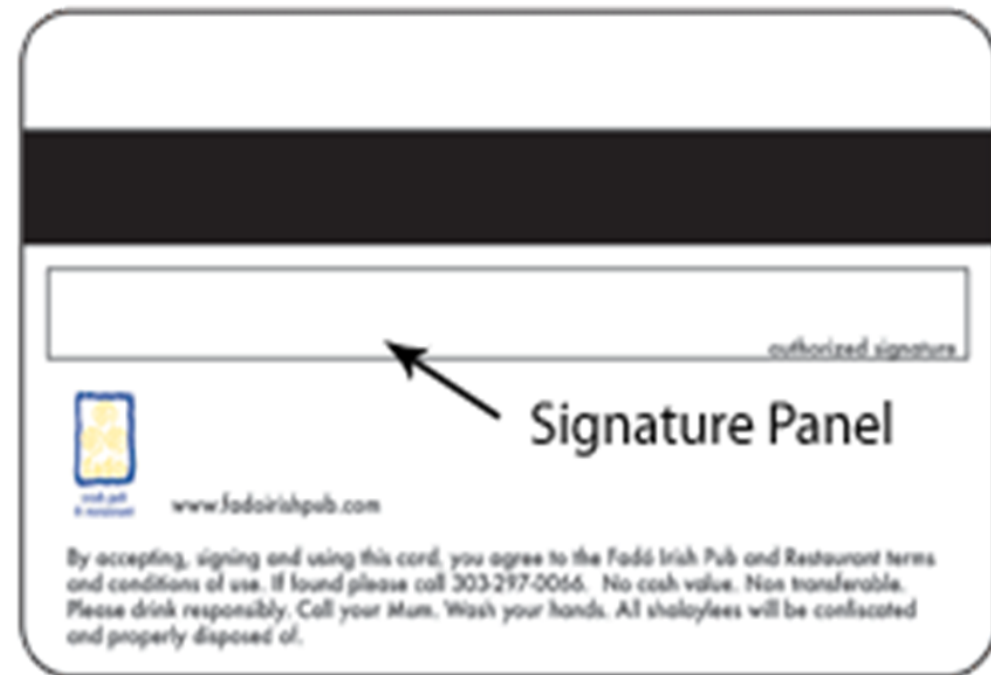 authorized signature
Signature Panel
www.fadoirishpub.com
By accepting, signing and using this card, you agree to the Fadó Irish Pub and Restaurant terms
and conditions of use. If found please call 303-297-0066. No cash value. Non transferable.
Please drink responsibly. Call your Mum. Wash your hands. All shalaylees will be confiscated
and properly disposed of.